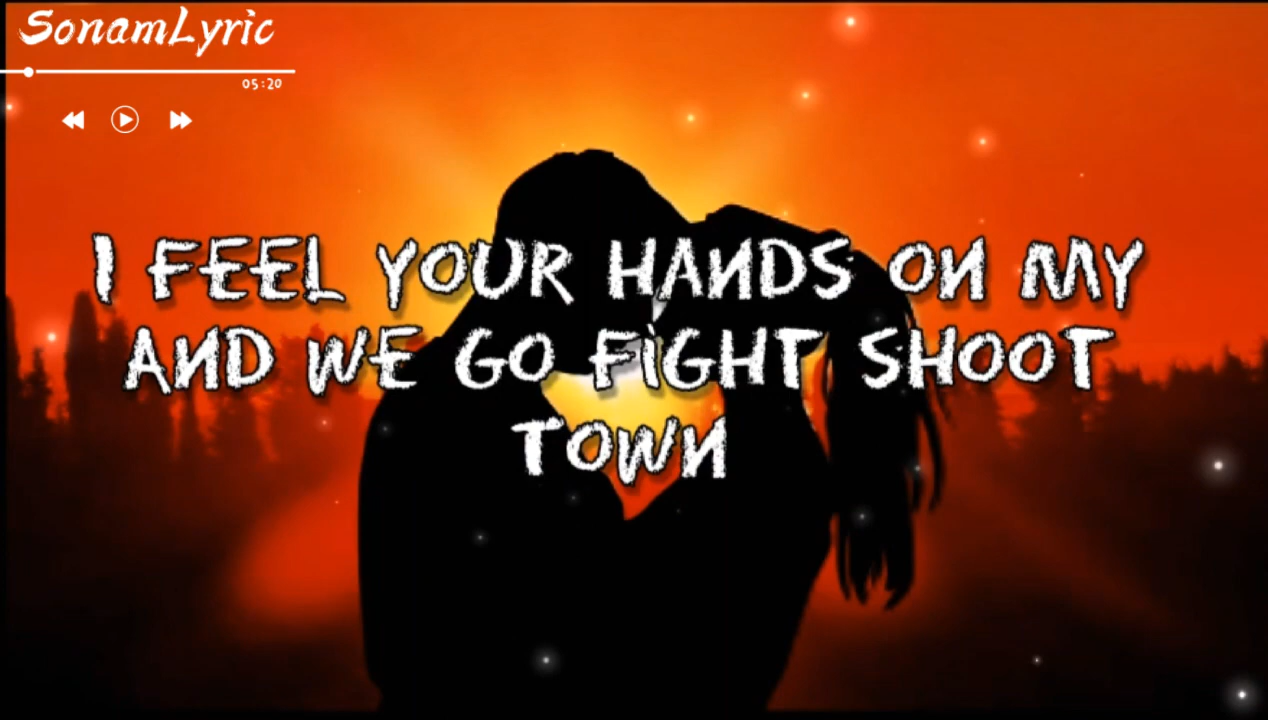 SonamLyric
05:20
I FEEL YOUR HANDS ON MY
AND WE GO FIGHT SHOOT
TOWN